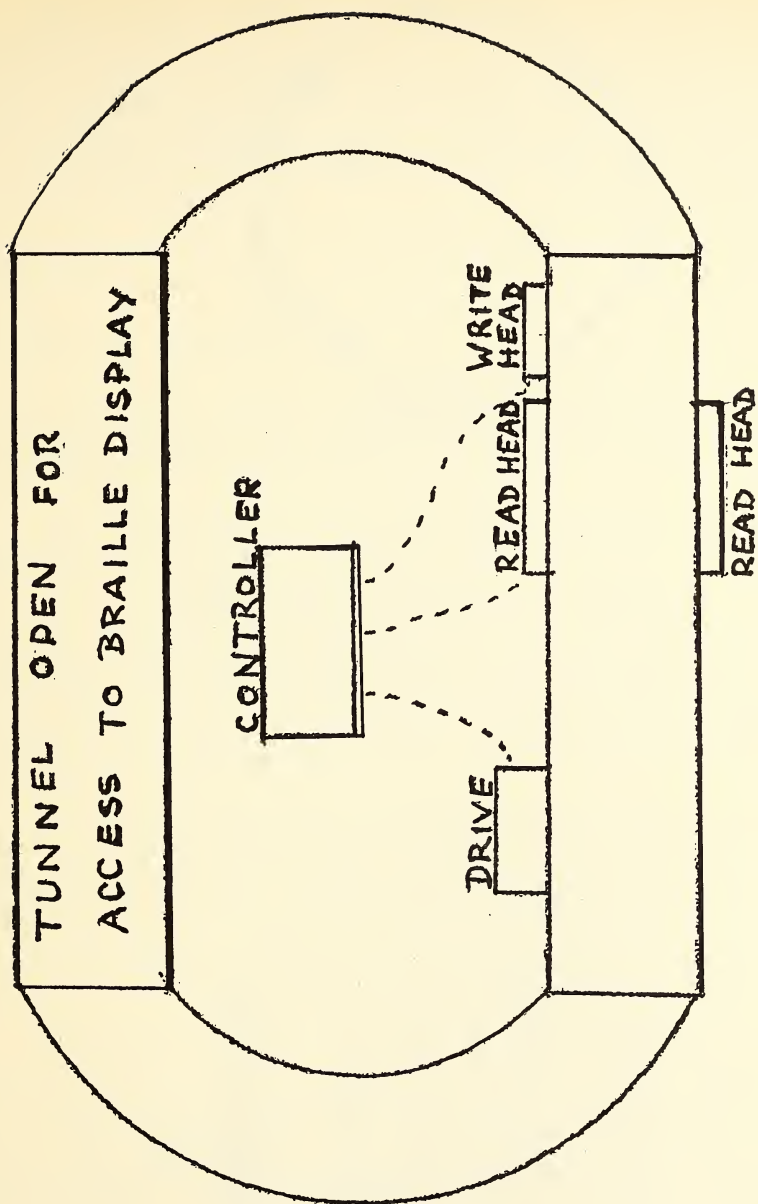 TUNNEL OPEN FOR
ACCESS TO BRAILLE DISPLAY
CONTROLLER
DRIVE
READ HEAD
WRITE
HEAD
READ HEAD